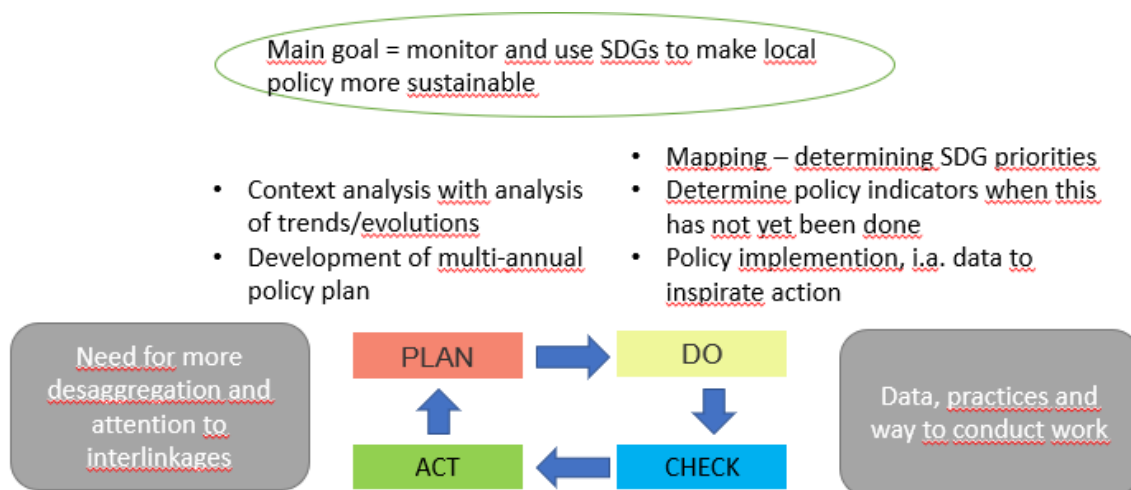 Main goal = monitor and use SDGs to make local
policy more sustainable
• Context analysis with analysis
of trends/evolutions
• Development of multi-annual
policy plan
• Mapping – determining SDG priorities
• Determine policy indicators when this
has not yet been done
• Policy implemention, i.a. data to
inspirate action
Need for more
desaggregation and
attention to
interlinkages
PLAN
DO
ACT
CHECK
Data, practices and
way to conduct work